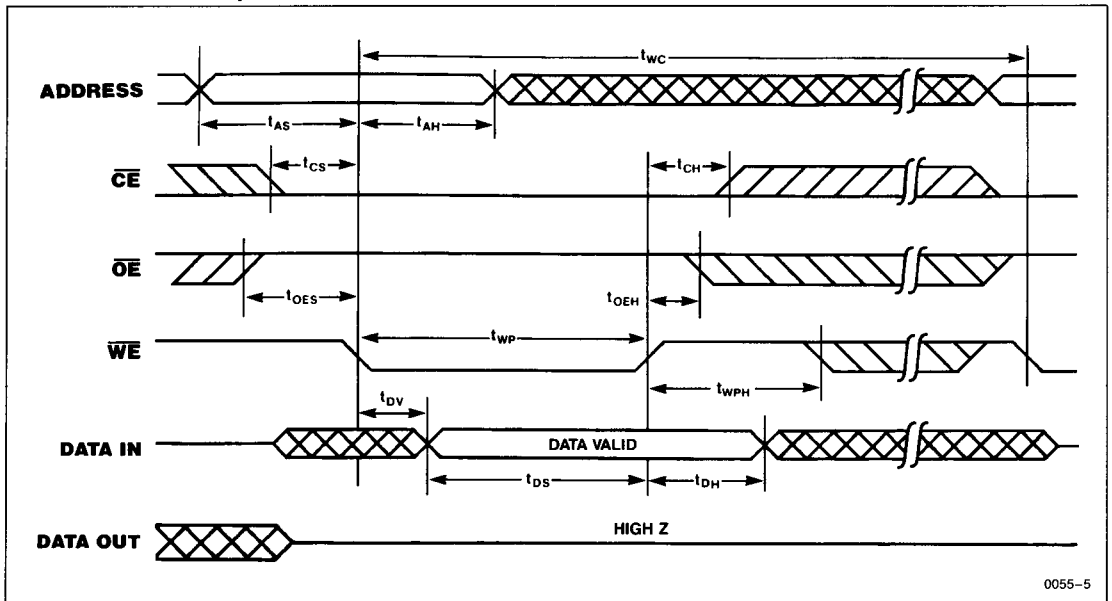 tWC
ADDRESS
tAS
tAH
tCS
tCH
CE
OE
tOES
tOEH
tWP
WE
tWPH
tDV
DATA IN
DATA VALID
tDS
tDH
HIGH Z
DATA OUT
0055–5